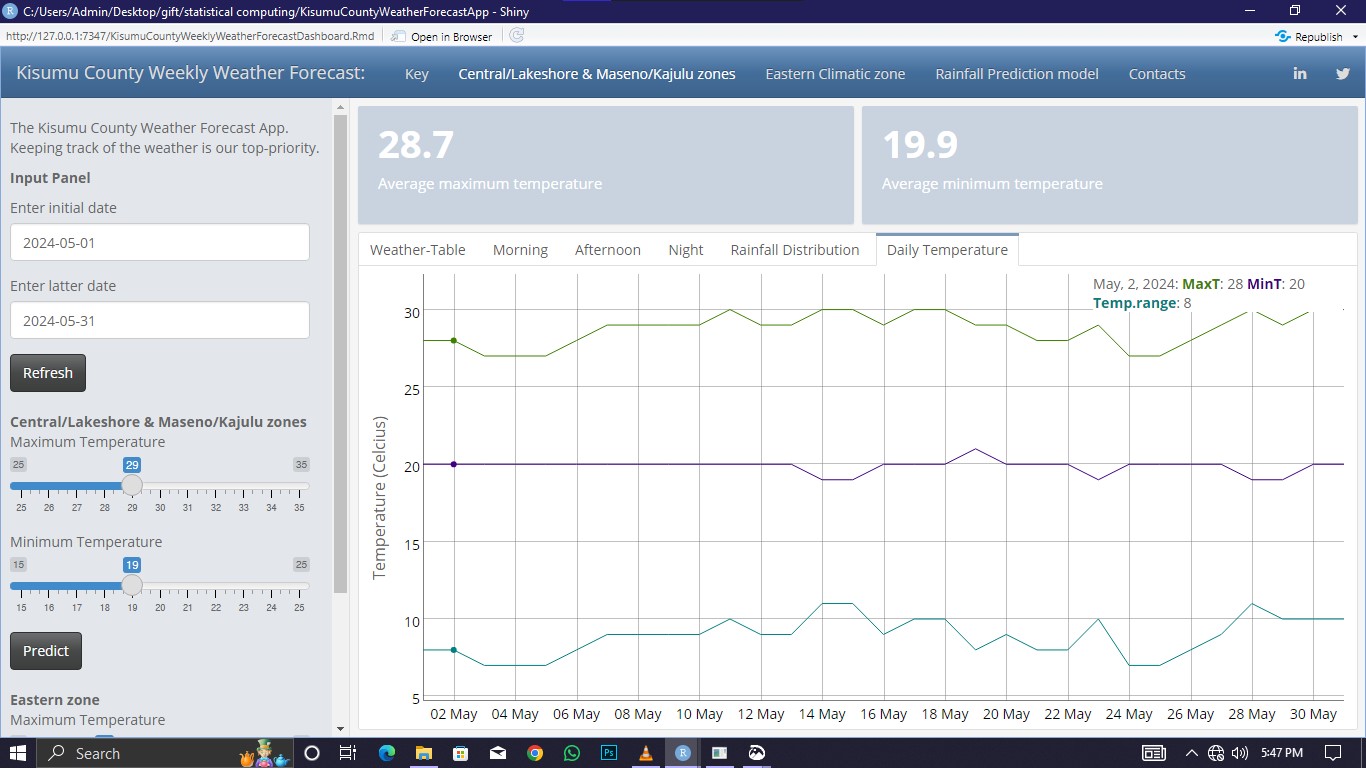 C:/Users/Admin/Desktop/gift/statistical computing/KisumuCountyWeatherForecastApp - Shiny
http://127.0.0.1:7347/KisumuCountyWeeklyWeatherForecastDashboard.Rmd Open in Browser Republish
Kisumu County Weekly Weather Forecast: Key Central/Lakeshore & Maseno/Kajulu zones Eastern Climatic zone Rainfall Prediction model Contacts
The Kisumu County Weather Forecast App.
Keeping track of the weather is our top-priority.
Input Panel
Enter initial date
2024-05-01
Enter latter date
2024-05-31
Refresh
Central/Lakeshore & Maseno/Kajulu zones
Maximum Temperature
25 29 35
25 26 27 28 29 30 31 32 33 34 35
Minimum Temperature
15 19 25
15 16 17 18 19 20 21 22 23 24 25
Predict
Eastern zone
Maximum Temperature
28.7
Average maximum temperature
19.9
Average minimum temperature
Weather-Table Morning Afternoon Night Rainfall Distribution Daily Temperature
May, 2, 2024: MaxT: 28 MinT: 20
Temp.range: 8
Temperature (Celcius)
30
25
20
15
10
5
02 May 04 May 06 May 08 May 10 May 12 May 14 May 16 May 18 May 20 May 22 May 24 May 26 May 28 May 30 May
Search
5:47 PM